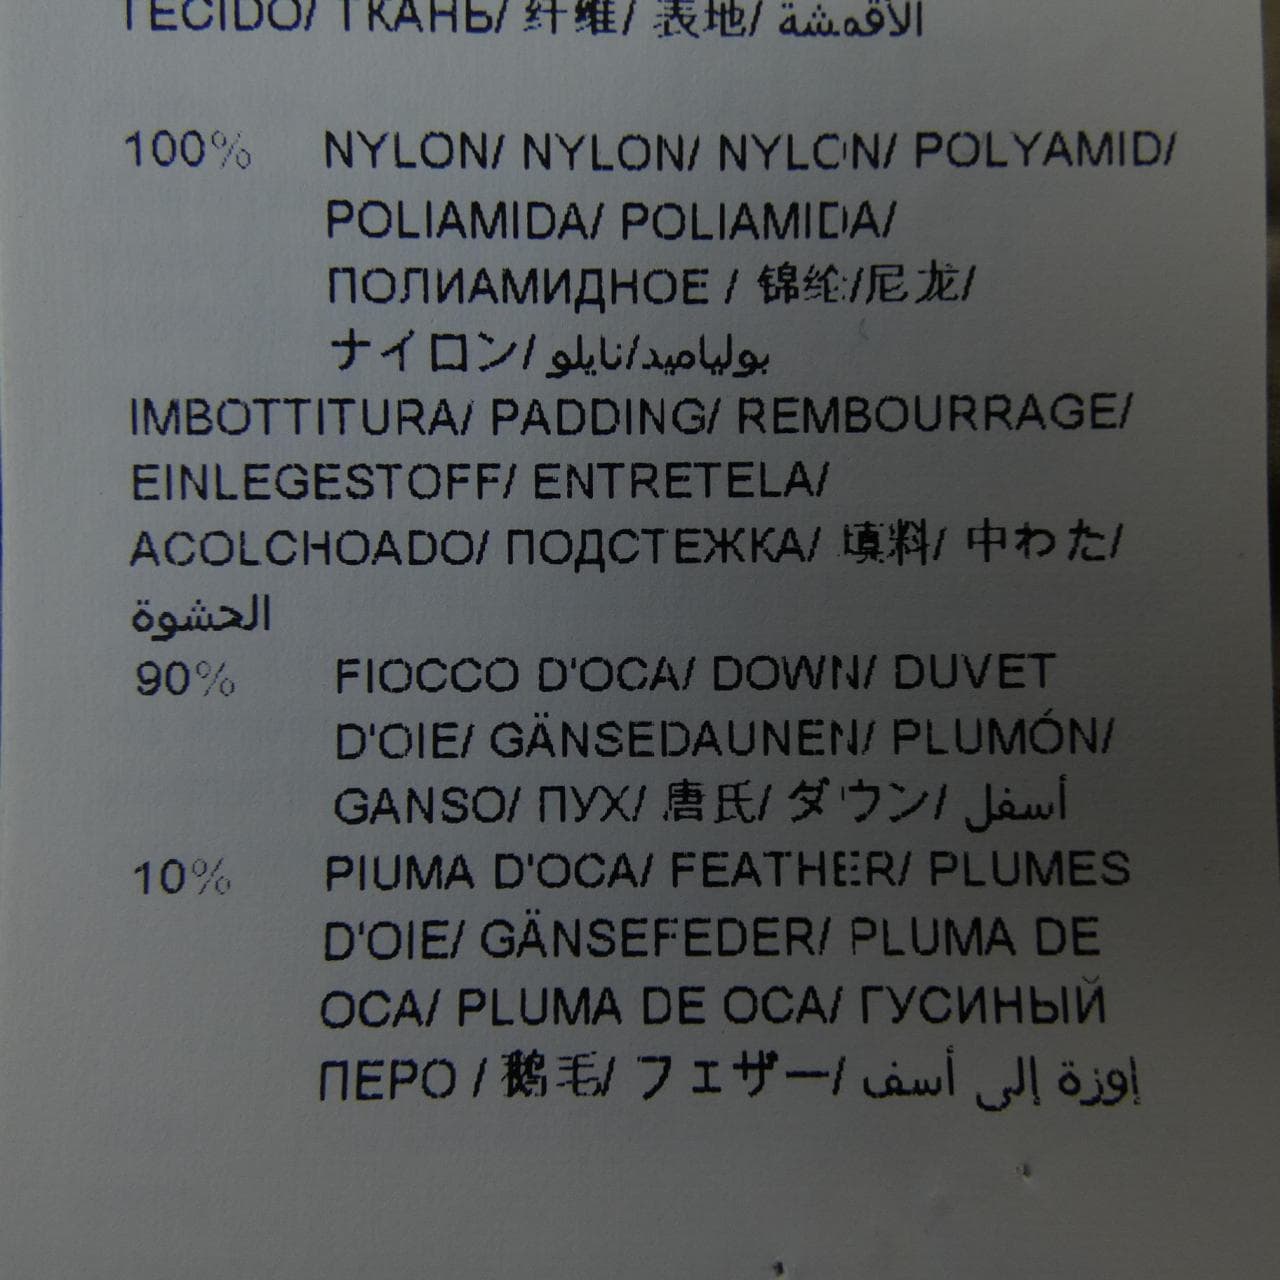 TECIDO/ ТКАНЬ/ 纤维/ 表地/ الأقمشة
100% NYLON/ NYLON/ NYLON/ POLYAMID/
POLIAMIDA/ POLIAMIDA/
ПОЛИАМИДНОЕ / 锦纶/尼龙/
ナイロン/ بولياميد/نايلو
IMBOTTITURA/ PADDING/ REMBOURRAGE/
EINLEGESTOFF/ ENTRETELA/
ACOLCHOADO/ ПОДСТЕЖКА/ 填料/ 中わた/
الحشوة
90% FIOCCO D'OCA/ DOWN/ DUVET
D'OIE/ GÄNSEDAUNEN/ PLUMÓN/
GANSO/ ПУХ/ 唐氏/ ダウン/ أسفل
10% PIUMA D'OCA/ FEATHER/ PLUMES
D'OIE/ GÄNSEFEDER/ PLUMA DE
OCA/ PLUMA DE OCA/ ГУСИНЫЙ
ПЕРО / 鹅毛/ フェザー/ إوزة إلى أسف